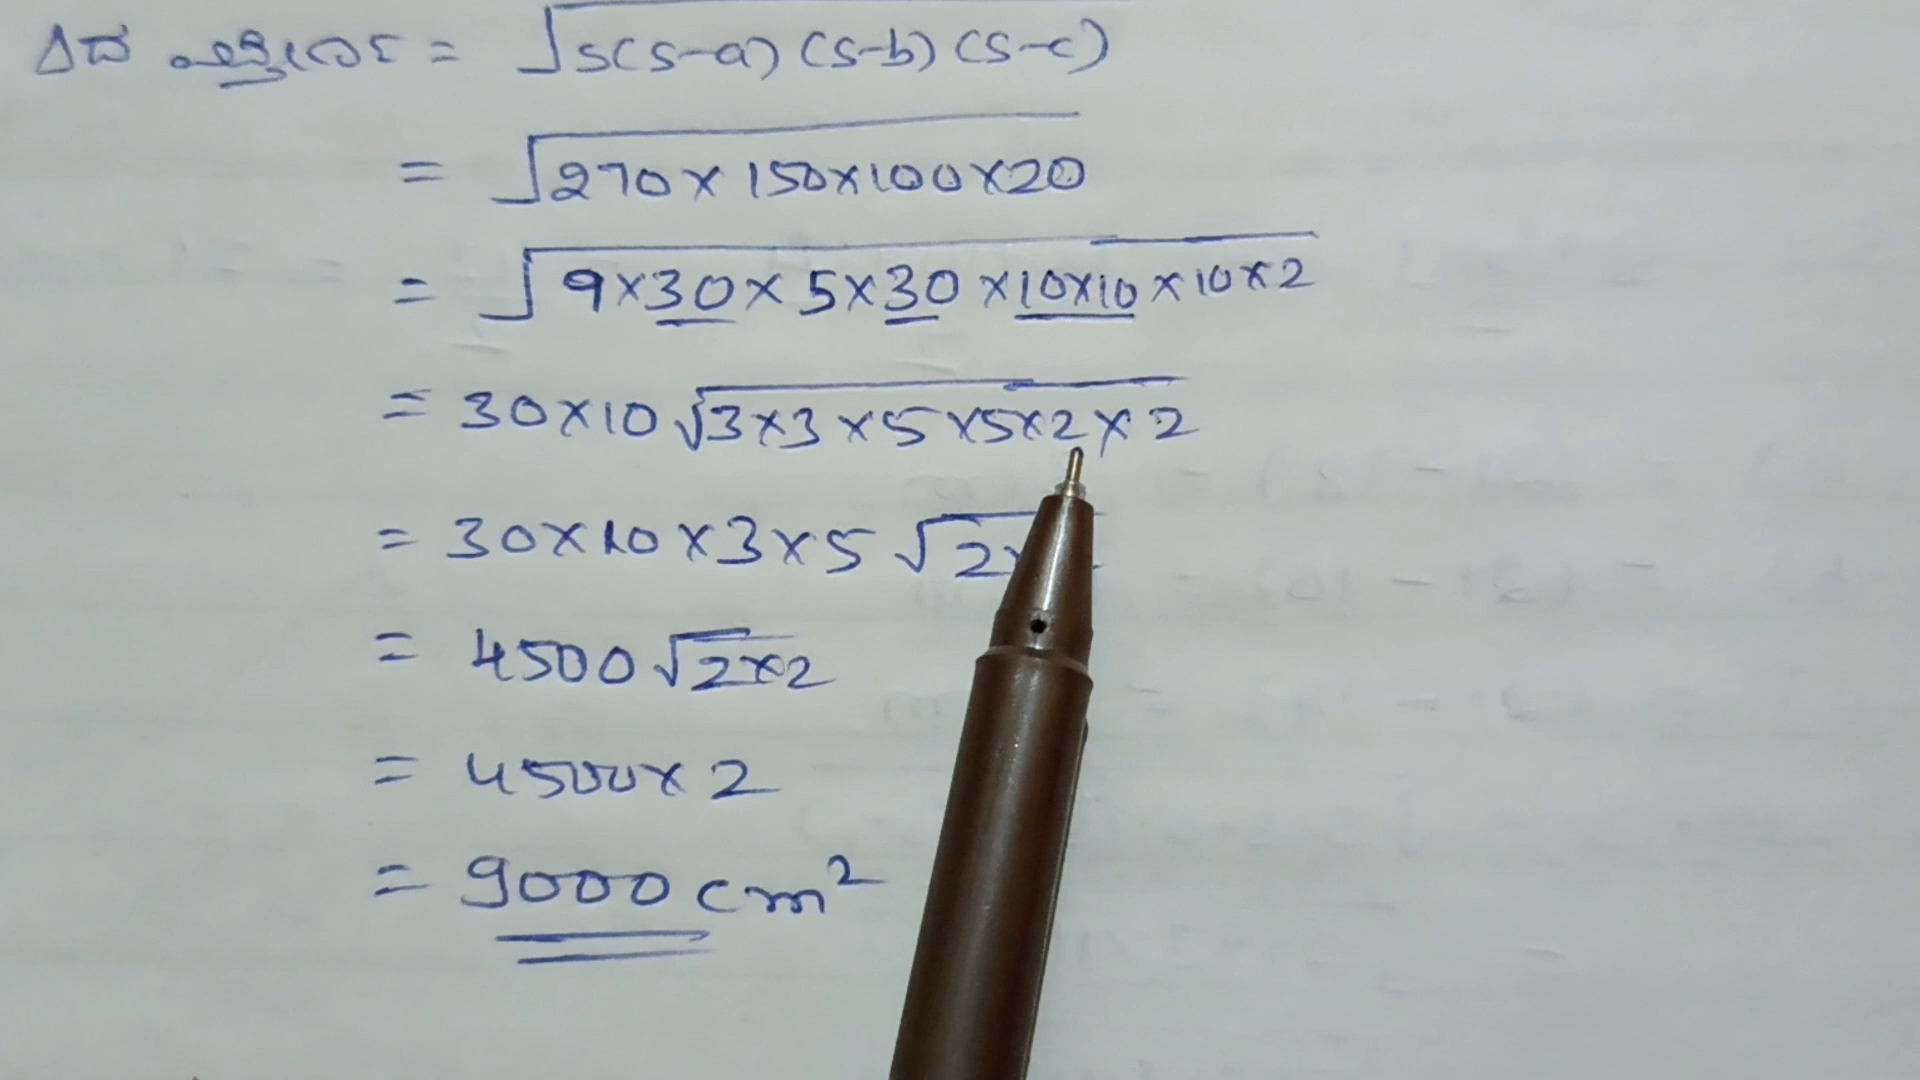 Δದ ವಿಸ್ತೀರ್ಣ = √s(s-a) (s-b) (s-c)
= √270 × 150 × 100 × 20
= √9 × 30 × 5 × 30 × 10 × 10 × 10 × 2
= 30 × 10 √3 × 3 × 5 × 5 × 2 × 2
= 30 × 10 × 3 × 5 √2 ×
= 4500 √2 × 2
= 4500 × 2
= 9000 cm²